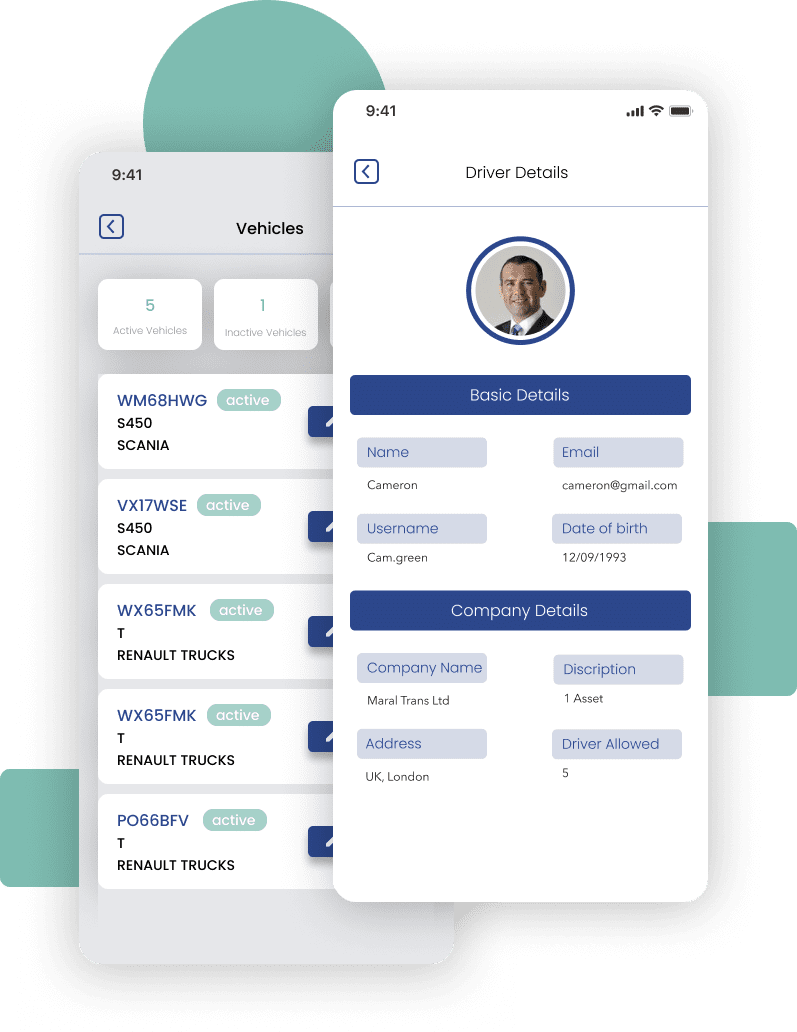 9:41
Vehicles
5
Active Vehicles
1
Inactive Vehicles
WM68HWG active
S450
SCANIA
VX17WSE active
S450
SCANIA
WX65FMK active
T
RENAULT TRUCKS
WX65FMK active
T
RENAULT TRUCKS
PO66BFV active
T
RENAULT TRUCKS
9:41
Driver Details
Basic Details
Name Email
Cameron cameron@gmail.com
Username Date of birth
Cam.green 12/09/1993
Company Details
Company Name Discription
Maral Trans Ltd 1 Asset
Address Driver Allowed
UK, London 5